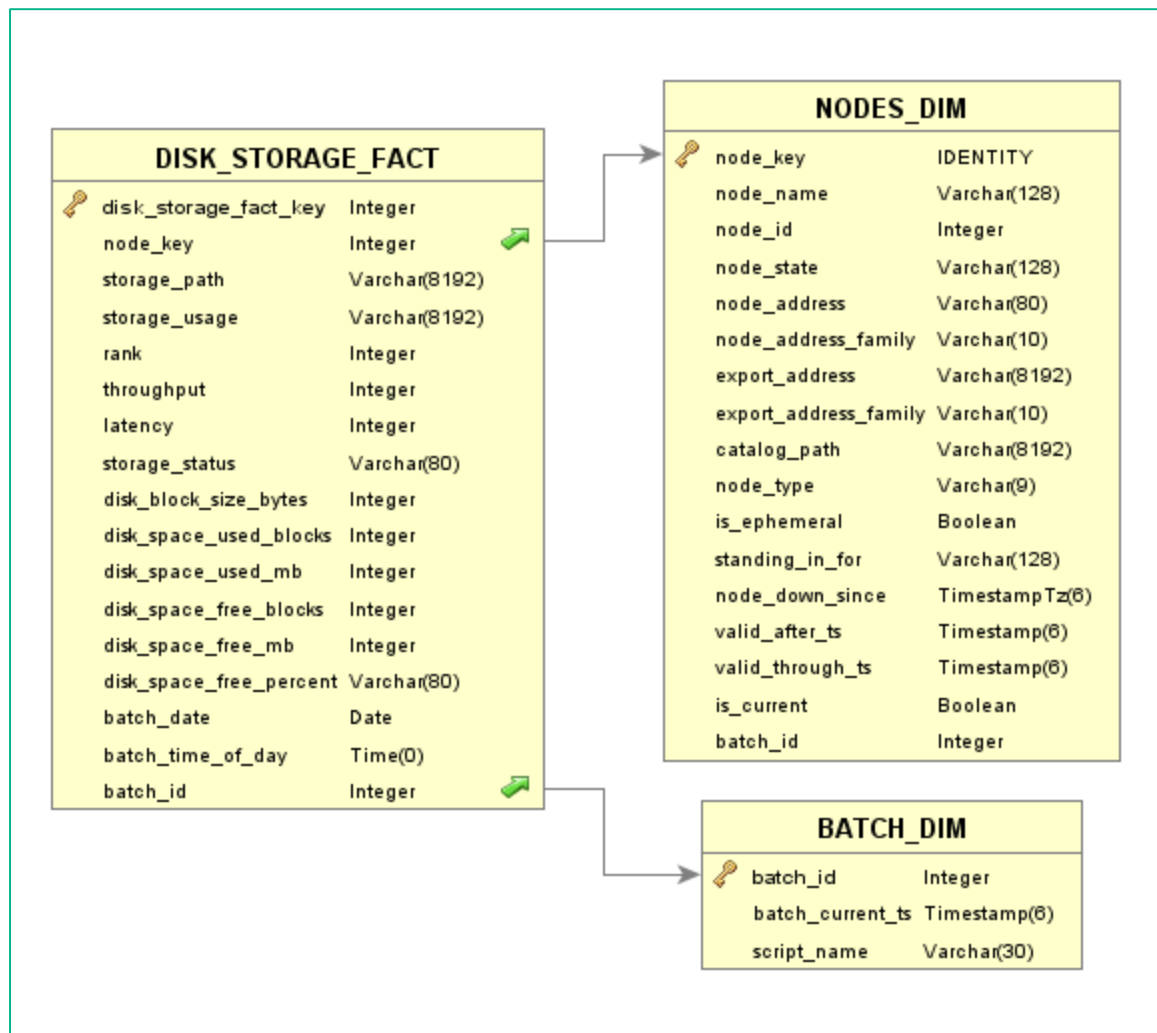 DISK_STORAGE_FACT
disk_storage_fact_key Integer
node_key Integer
storage_path Varchar(8192)
storage_usage Varchar(8192)
rank Integer
throughput Integer
latency Integer
storage_status Varchar(80)
disk_block_size_bytes Integer
disk_space_used_blocks Integer
disk_space_used_mb Integer
disk_space_free_blocks Integer
disk_space_free_mb Integer
disk_space_free_percent Varchar(80)
batch_date Date
batch_time_of_day Time(0)
batch_id Integer
NODES_DIM
node_key IDENTITY
node_name Varchar(128)
node_id Integer
node_state Varchar(128)
node_address Varchar(80)
node_address_family Varchar(10)
export_address Varchar(8192)
export_address_family Varchar(10)
catalog_path Varchar(8192)
node_type Varchar(9)
is_ephemeral Boolean
standing_in_for Varchar(128)
node_down_since TimestampTz(6)
valid_after_ts Timestamp(6)
valid_through_ts Timestamp(6)
is_current Boolean
batch_id Integer
BATCH_DIM
batch_id Integer
batch_current_ts Timestamp(6)
script_name Varchar(30)